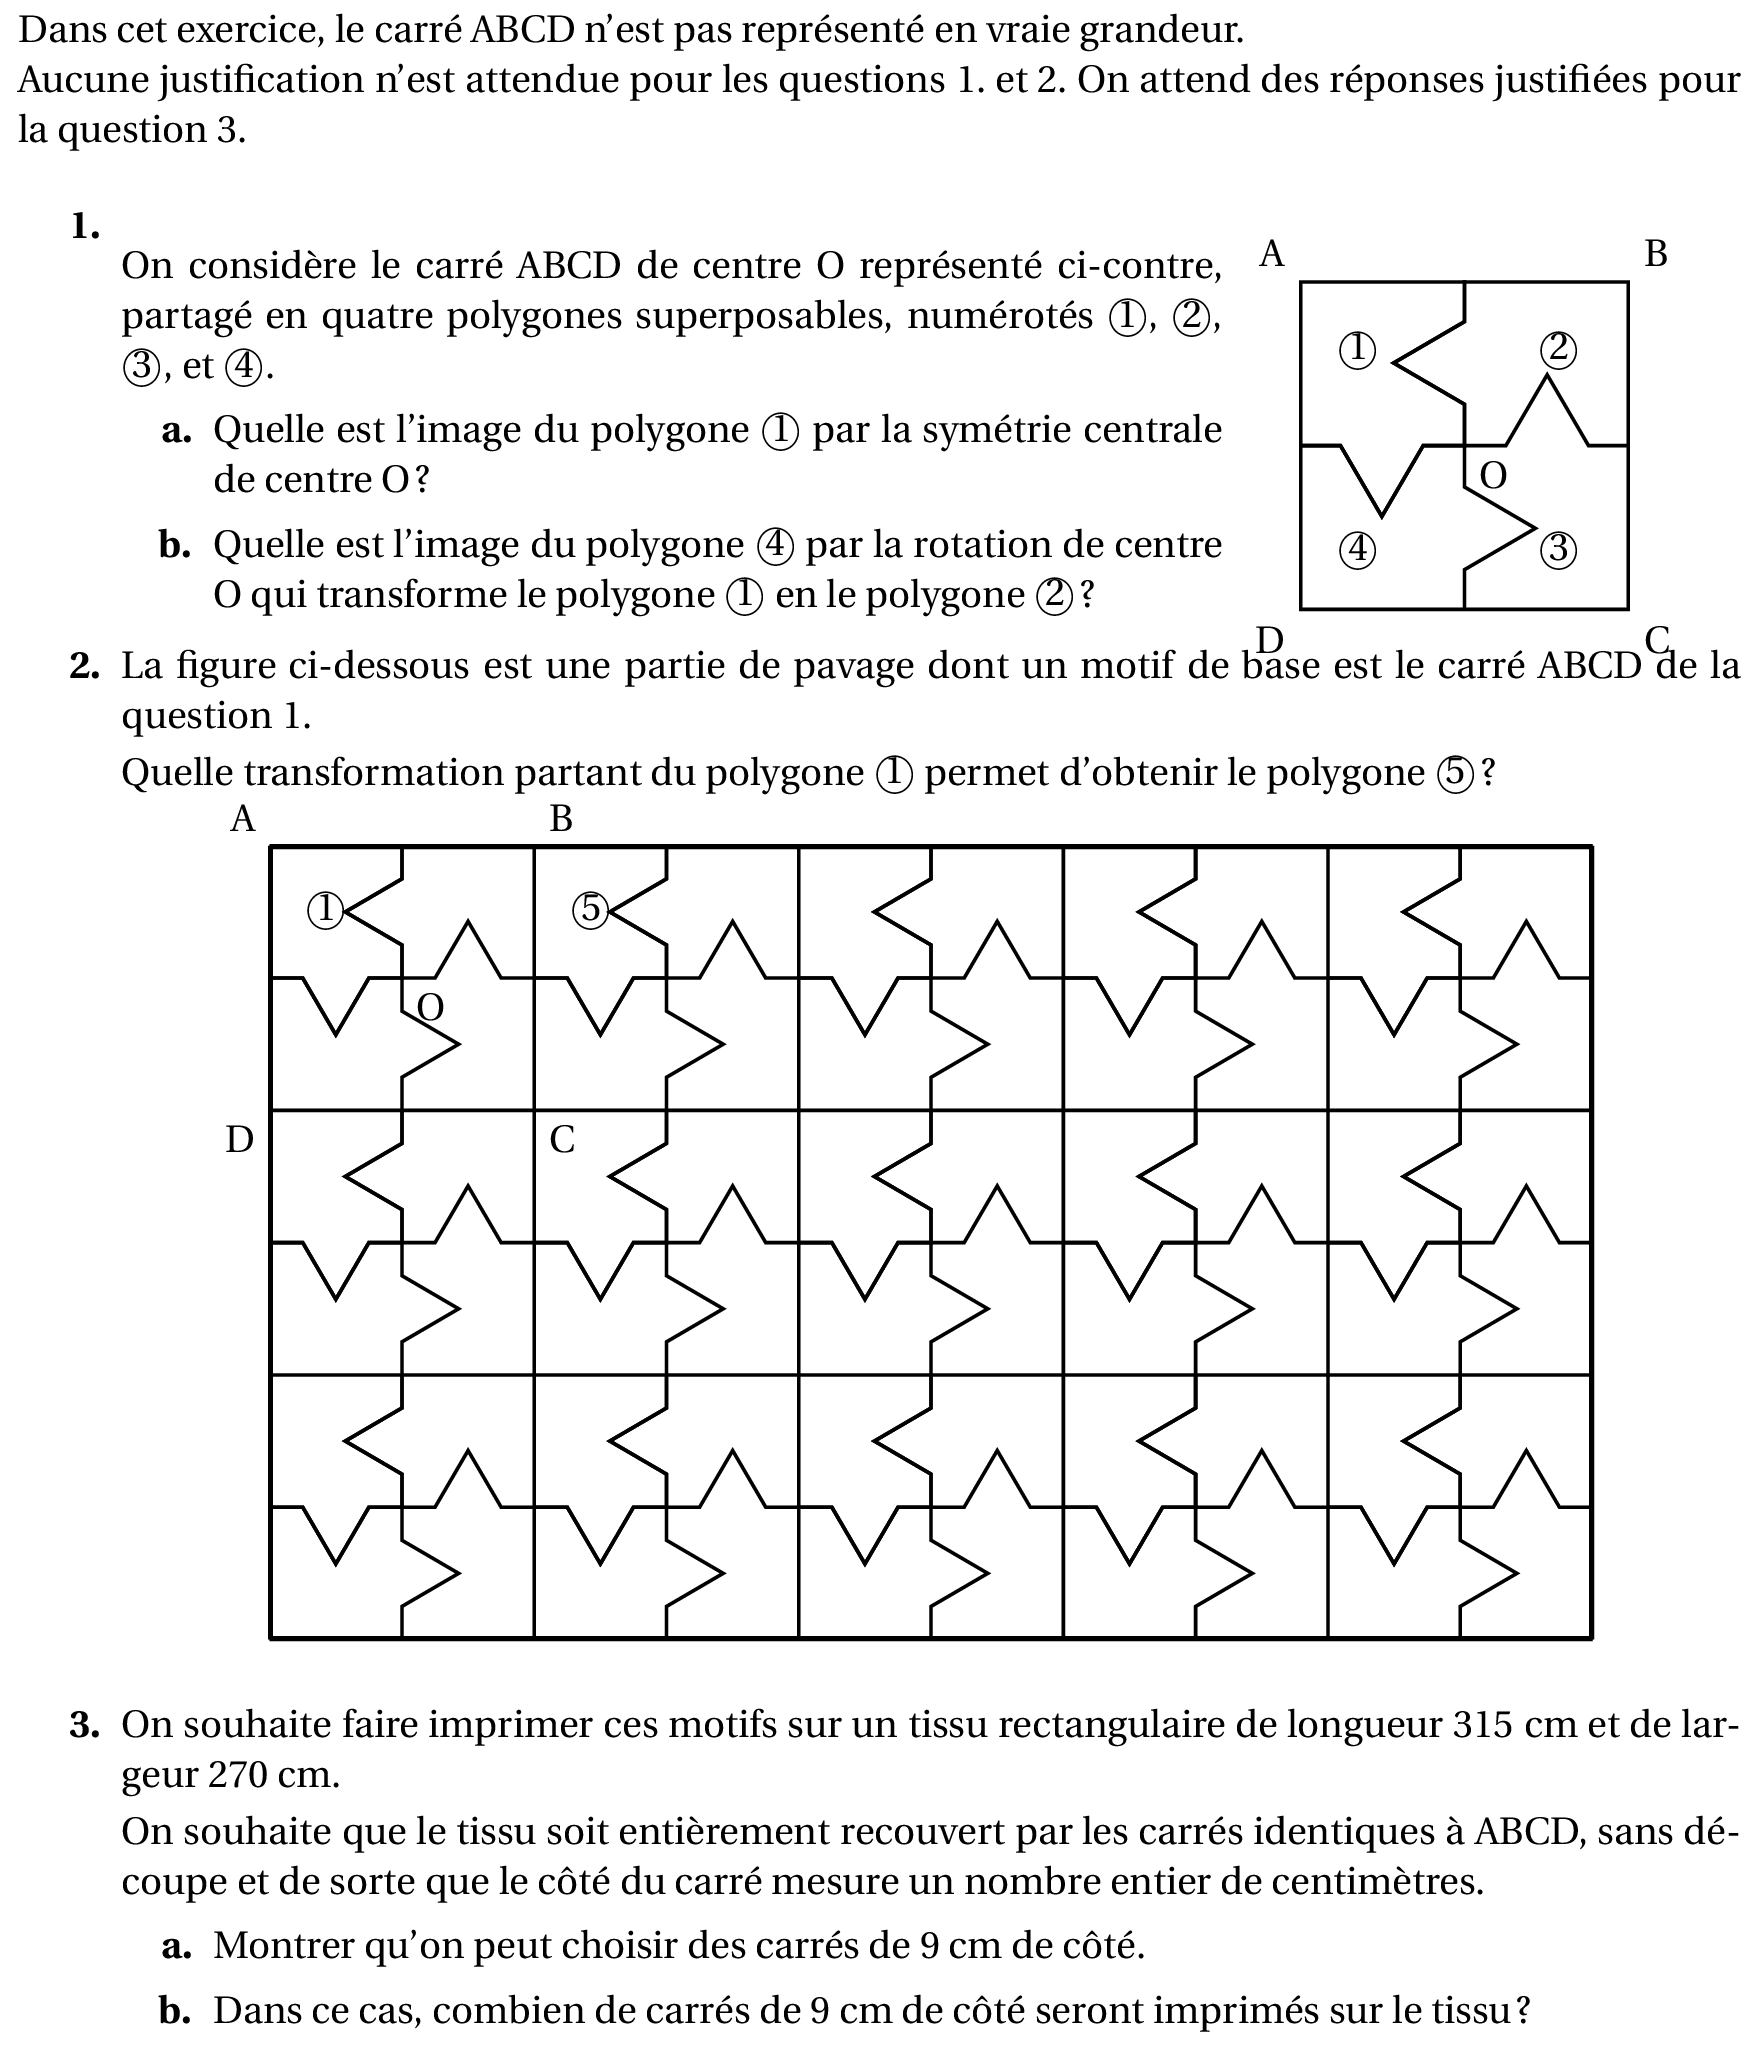 Dans cet exercice, le carré ABCD n'est pas représenté en vraie grandeur.
Aucune justification n'est attendue pour les questions 1. et 2. On attend des réponses justifiées pour
la question 3.
1.
On considère le carré ABCD de centre O représenté ci-contre,
partagé en quatre polygones superposables, numérotés ①, ②,
③, et ④.
a. Quelle est l'image du polygone ① par la symétrie centrale
de centre O ?
b. Quelle est l'image du polygone ④ par la rotation de centre
O qui transforme le polygone ① en le polygone ② ?
A B
① ②
O
④ ③
D C
2. La figure ci-dessous est une partie de pavage dont un motif de base est le carré ABCD de la
question 1.
Quelle transformation partant du polygone ① permet d'obtenir le polygone ⑤ ?
A B
① ⑤
O
D C
3. On souhaite faire imprimer ces motifs sur un tissu rectangulaire de longueur 315 cm et de lar-
geur 270 cm.
On souhaite que le tissu soit entièrement recouvert par les carrés identiques à ABCD, sans dé-
coupe et de sorte que le côté du carré mesure un nombre entier de centimètres.
a. Montrer qu'on peut choisir des carrés de 9 cm de côté.
b. Dans ce cas, combien de carrés de 9 cm de côté seront imprimés sur le tissu ?